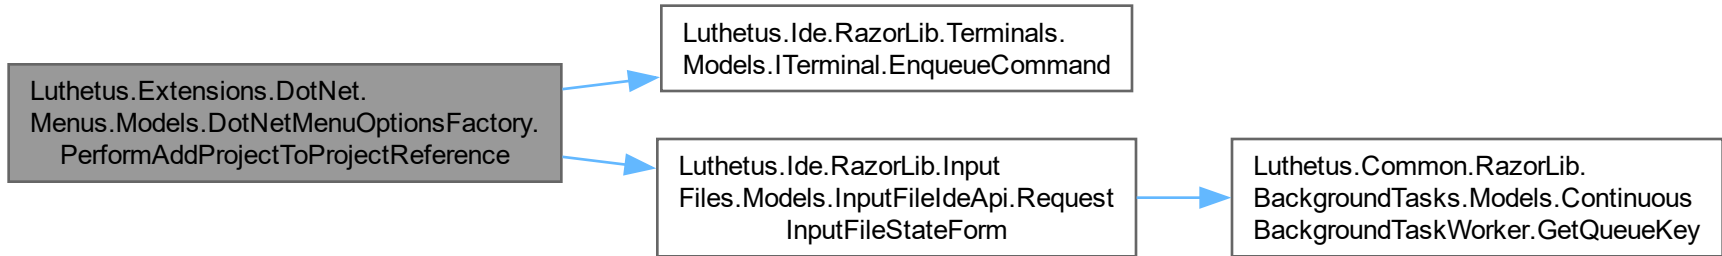 Luthetus.Extensions.DotNet.
Menus.Models.DotNetMenuOptionsFactory.
PerformAddProjectToProjectReference
Luthetus.Ide.RazorLib.Terminals.
Models.ITerminal.EnqueueCommand
Luthetus.Ide.RazorLib.Input
Files.Models.InputFileIdeApi.Request
InputFileStateForm
Luthetus.Common.RazorLib.
BackgroundTasks.Models.Continuous
BackgroundTaskWorker.GetQueueKey